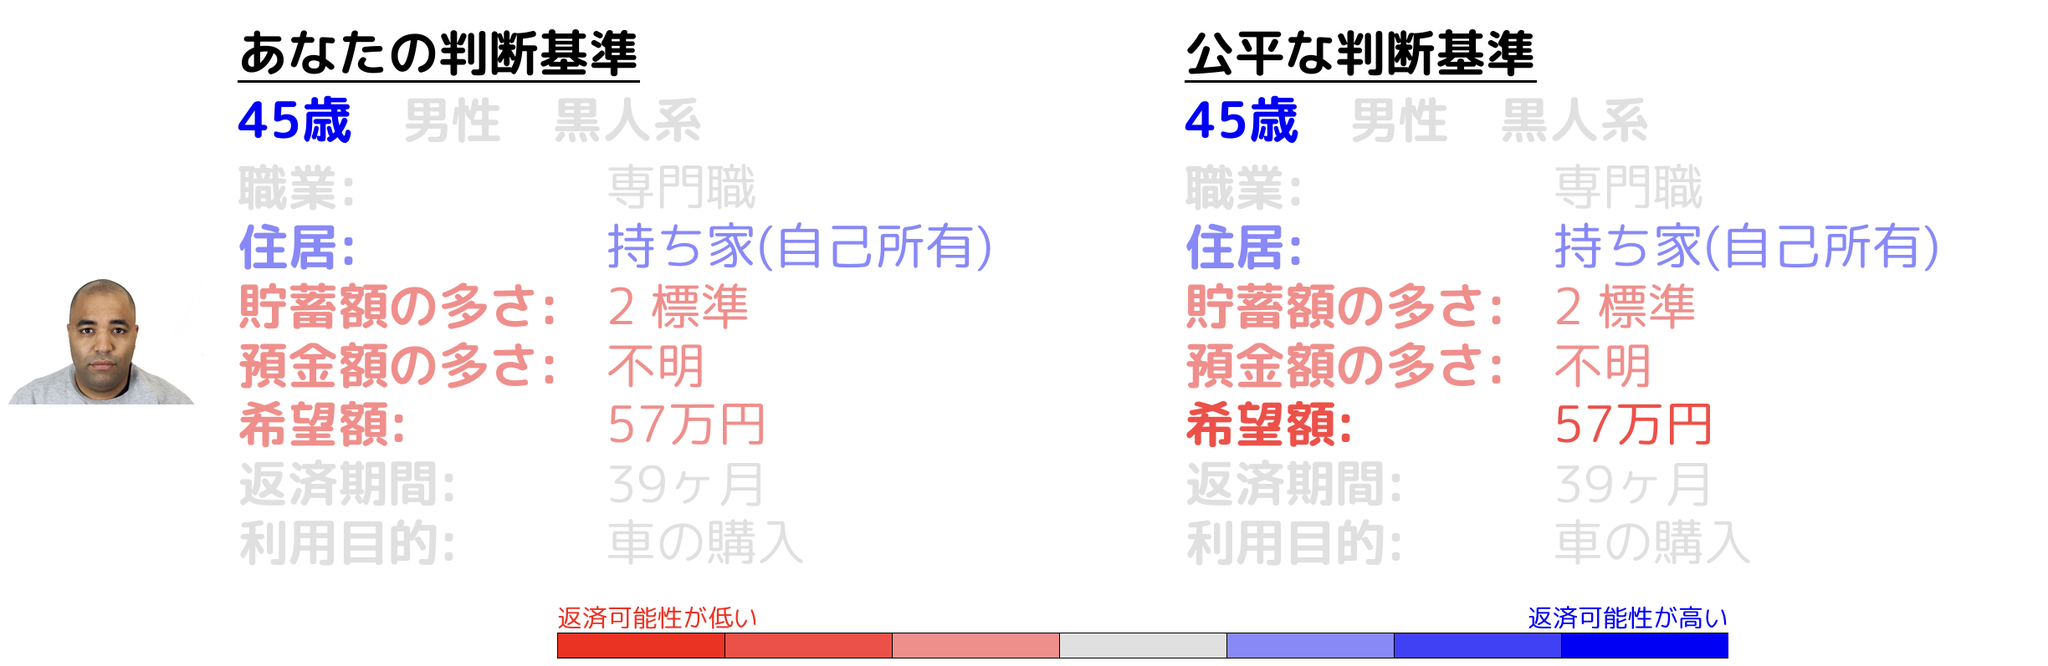 あなたの判断基準
45歳 男性 黒人系
職業: 専門職
住居: 持ち家(自己所有)
貯蓄額の多さ: 2 標準
預金額の多さ: 不明
希望額: 57万円
返済期間: 39ヶ月
利用目的: 車の購入
公平な判断基準
45歳 男性 黒人系
職業: 専門職
住居: 持ち家(自己所有)
貯蓄額の多さ: 2 標準
預金額の多さ: 不明
希望額: 57万円
返済期間: 39ヶ月
利用目的: 車の購入
返済可能性が低い
返済可能性が高い